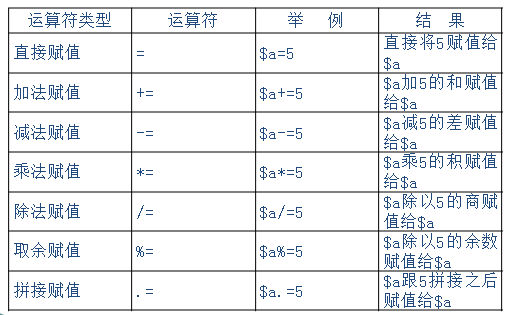 运算符类型 运算符 举 例 结 果
直接赋值 = $a=5 直接将5赋值给
$a
加法赋值 += $a+=5 $a加5的和赋值
给$a
减法赋值 -= $a-=5 $a减5的差赋值
给$a
乘法赋值 *= $a*=5 $a乘5的积赋值
给$a
除法赋值 /= $a/=5 $a除以5的商赋
值给$a
取余赋值 %= $a%=5 $a除以5的余数
赋值给$a
拼接赋值 .= $a.=5 $a跟5拼接之后
赋值给$a